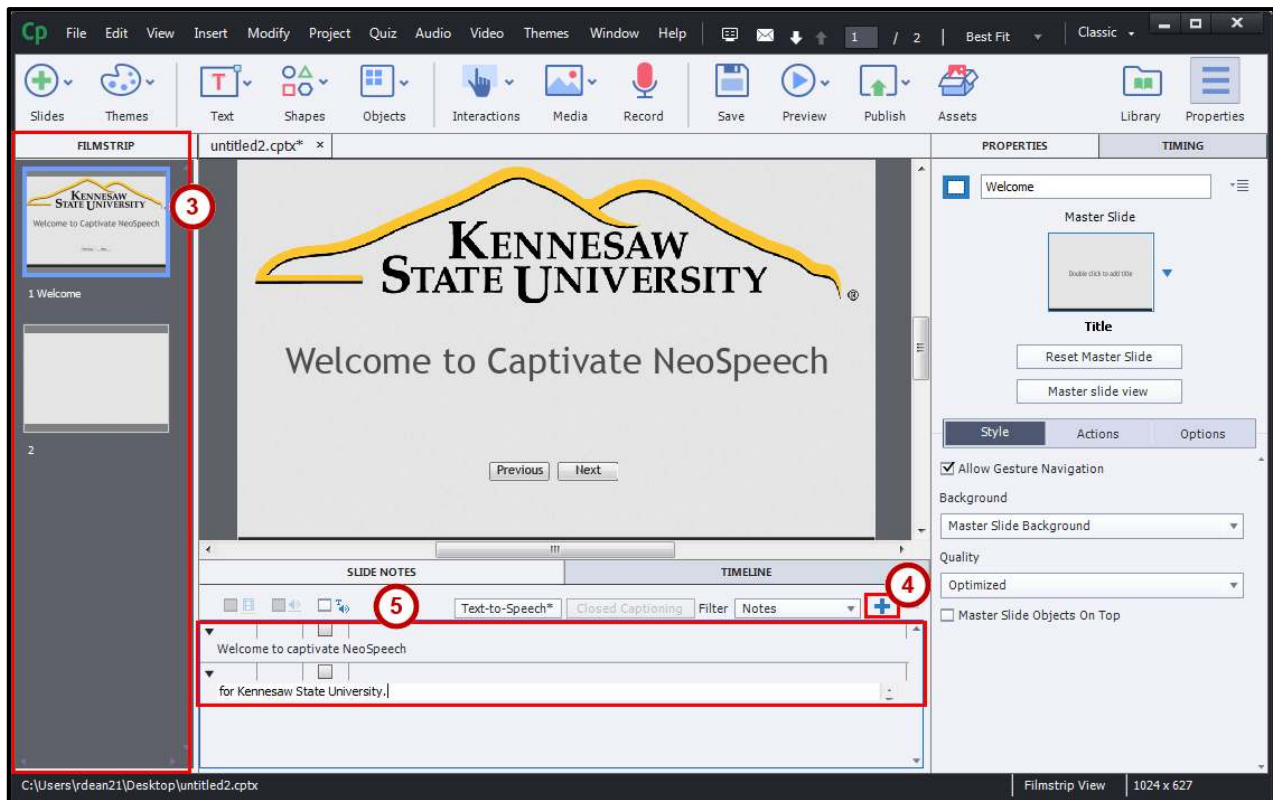 Cp File Edit View Insert Modify Project Quiz Audio Video Themes Window Help 1 / 2 Best Fit Classic
Slides Themes Text Shapes Objects Interactions Media Record Save Preview Publish Assets Library Properties
FILMSTRIP
untitled2.cptx* ×
PROPERTIES TIMING
KENNESAW
STATE UNIVERSITY
Welcome to Captivate NeoSpeech
3
1 Welcome
2
KENNESAW
STATE UNIVERSITY ®
Welcome to Captivate NeoSpeech
Previous Next
Welcome
Master Slide
Double click to add title
Title
Reset Master Slide
Master slide view
Style Actions Options
Allow Gesture Navigation
Background
Master Slide Background
Quality
Optimized
Master Slide Objects On Top
SLIDE NOTES TIMELINE
4
5
Text-to-Speech* Closed Captioning Filter Notes
Welcome to captivate NeoSpeech
for Kennesaw State University.
C:\Users\rdean21\Desktop\untitled2.cptx
Filmstrip View 1024 x 627